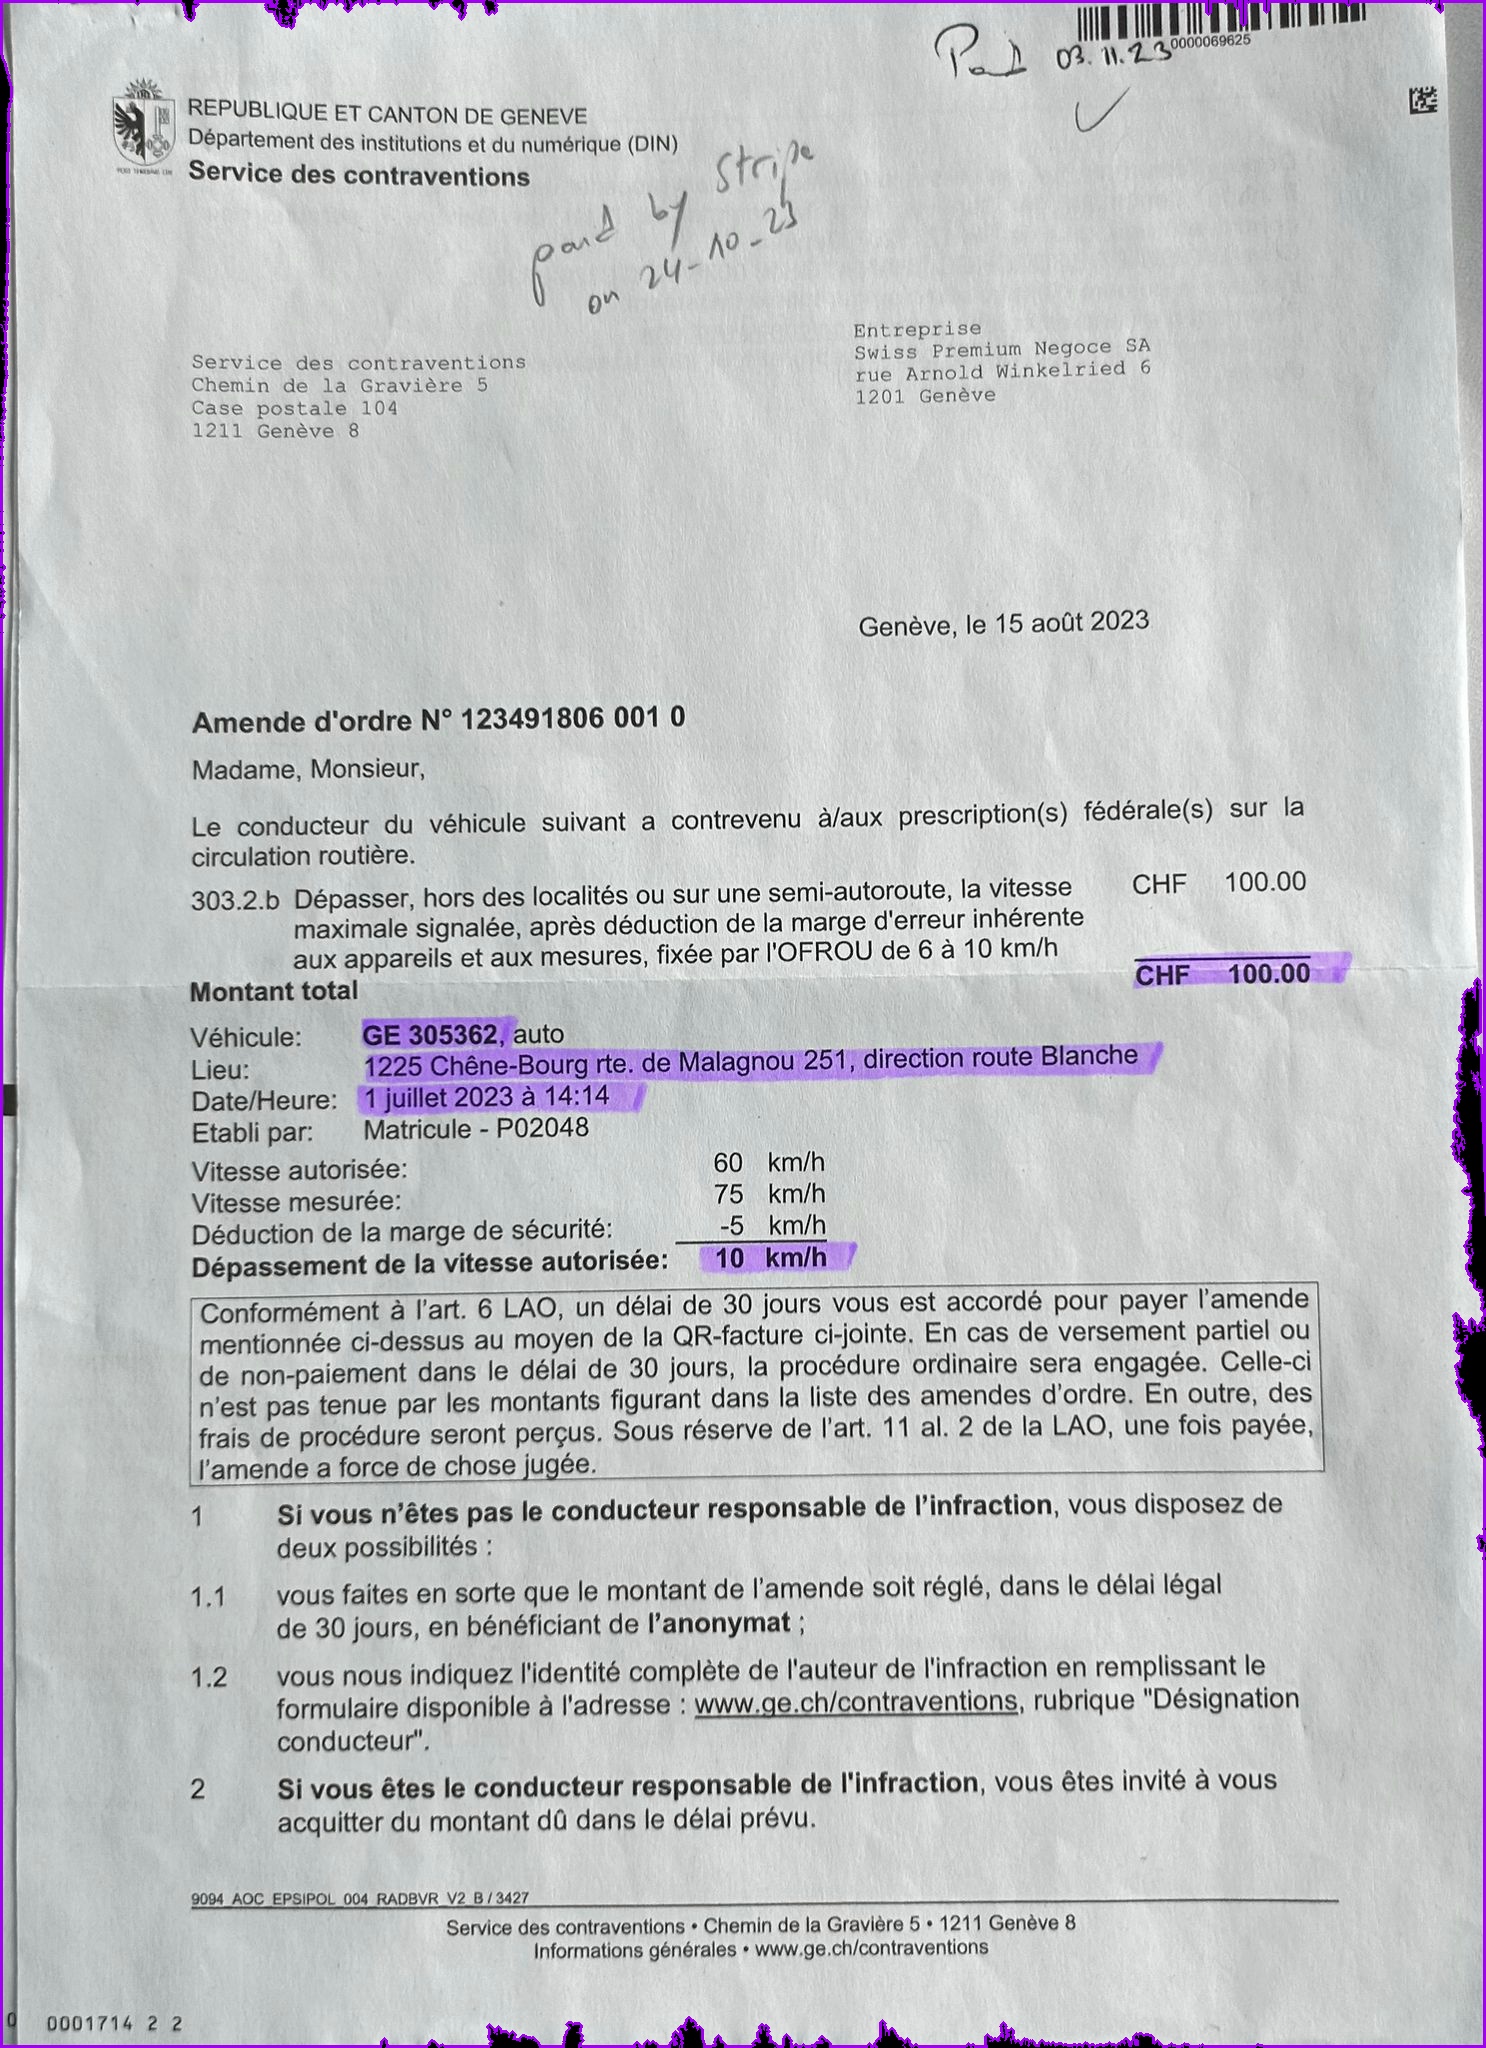 Paid 03.11.23
0000069625
REPUBLIQUE ET CANTON DE GENEVE
Département des institutions et du numérique (DIN)
Service des contraventions
POST TENEBRAS LUX
paid by Stripe
on 24-10-23
Service des contraventions
Chemin de la Gravière 5
Case postale 104
1211 Genève 8
Entreprise
Swiss Premium Negoce SA
rue Arnold Winkelried 6
1201 Genève
Genève, le 15 août 2023
Amende d'ordre N° 123491806 001 0
Madame, Monsieur,
Le conducteur du véhicule suivant a contrevenu à/aux prescription(s) fédérale(s) sur la
circulation routière.
303.2.b Dépasser, hors des localités ou sur une semi-autoroute, la vitesse CHF 100.00
maximale signalée, après déduction de la marge d'erreur inhérente
aux appareils et aux mesures, fixée par l'OFROU de 6 à 10 km/h
Montant total CHF 100.00
Véhicule: GE 305362, auto
Lieu: 1225 Chêne-Bourg rte. de Malagnou 251, direction route Blanche
Date/Heure: 1 juillet 2023 à 14:14
Etabli par: Matricule - P02048
Vitesse autorisée: 60 km/h
Vitesse mesurée: 75 km/h
Déduction de la marge de sécurité: -5 km/h
Dépassement de la vitesse autorisée: 10 km/h
Conformément à l'art. 6 LAO, un délai de 30 jours vous est accordé pour payer l'amende
mentionnée ci-dessus au moyen de la QR-facture ci-jointe. En cas de versement partiel ou
de non-paiement dans le délai de 30 jours, la procédure ordinaire sera engagée. Celle-ci
n'est pas tenue par les montants figurant dans la liste des amendes d'ordre. En outre, des
frais de procédure seront perçus. Sous réserve de l'art. 11 al. 2 de la LAO, une fois payée,
l'amende a force de chose jugée.
1 Si vous n'êtes pas le conducteur responsable de l'infraction, vous disposez de
deux possibilités :
1.1 vous faites en sorte que le montant de l'amende soit réglé, dans le délai légal
de 30 jours, en bénéficiant de l'anonymat ;
1.2 vous nous indiquez l'identité complète de l'auteur de l'infraction en remplissant le
formulaire disponible à l'adresse : www.ge.ch/contraventions, rubrique "Désignation
conducteur".
2 Si vous êtes le conducteur responsable de l'infraction, vous êtes invité à vous
acquitter du montant dû dans le délai prévu.
9094_AOC_EPSIPOL_004_RADBVR_V2_B / 3427
Service des contraventions • Chemin de la Gravière 5 • 1211 Genève 8
Informations générales • www.ge.ch/contraventions
0 0001714 2 2